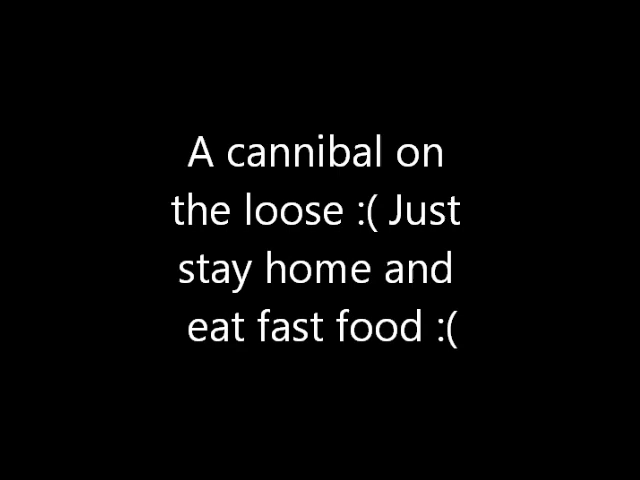 A cannibal on
the loose :( Just
stay home and
eat fast food :(